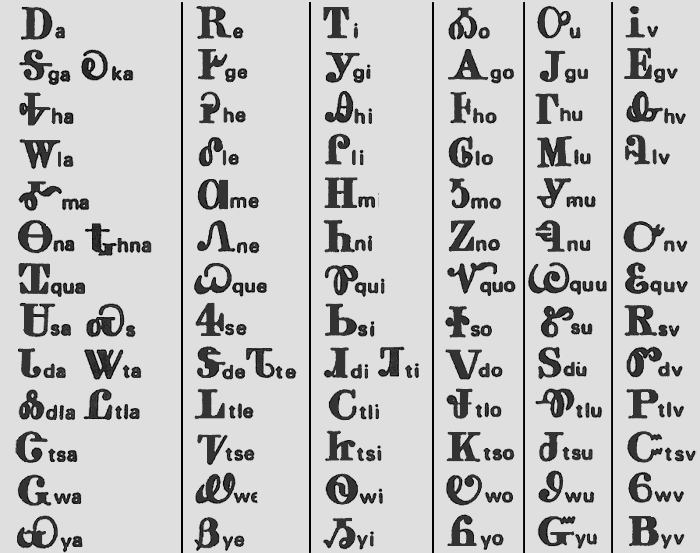 Ꭰa Ꭱe Ꭲi Ꭳo Ꭴu Ꭵv
Ꭶga Ꭷka Ꭸge Ꭹgi Ꭺgo Ꭻgu Ꭼgv
Ꭽha Ꭾhe Ꭿhi Ꮀho Ꮁhu Ꮂhv
Ꮃla Ꮄle Ꮅli Ꮆlo Ꮇlu Ꮈlv
Ꮉma Ꮊme Ꮋmi Ꮌmo Ꮍmu
Ꮎna Ꮏhna Ꮑne Ꮒni Ꮓno Ꮔnu Ꮕnv
Ꮖqua Ꮗque Ꮘqui Ꮙquo Ꮚquu Ꮛquv
Ꮜsa Ꮝs Ꮞse Ꮟsi Ꮠso Ꮡsu Ꮢsv
Ꮣda Ꮤta Ꮥde Ꮦte Ꮧdi Ꮨti Ꮩdo Ꮪdu Ꮫdv
Ꮬdla Ꮭtla Ꮮtle Ꮯtli Ꮰtlo Ꮱtlu Ꮲtlv
Ꮳtsa Ꮴtse Ꮵtsi Ꮶtso Ꮷtsu Ꮸtsv
Ꮹwa Ꮺwe Ꮻwi Ꮼwo Ꮽwu Ꮾwv
Ꮿya Ᏸye Ᏹyi Ᏺyo Ᏻyu Ᏼyv